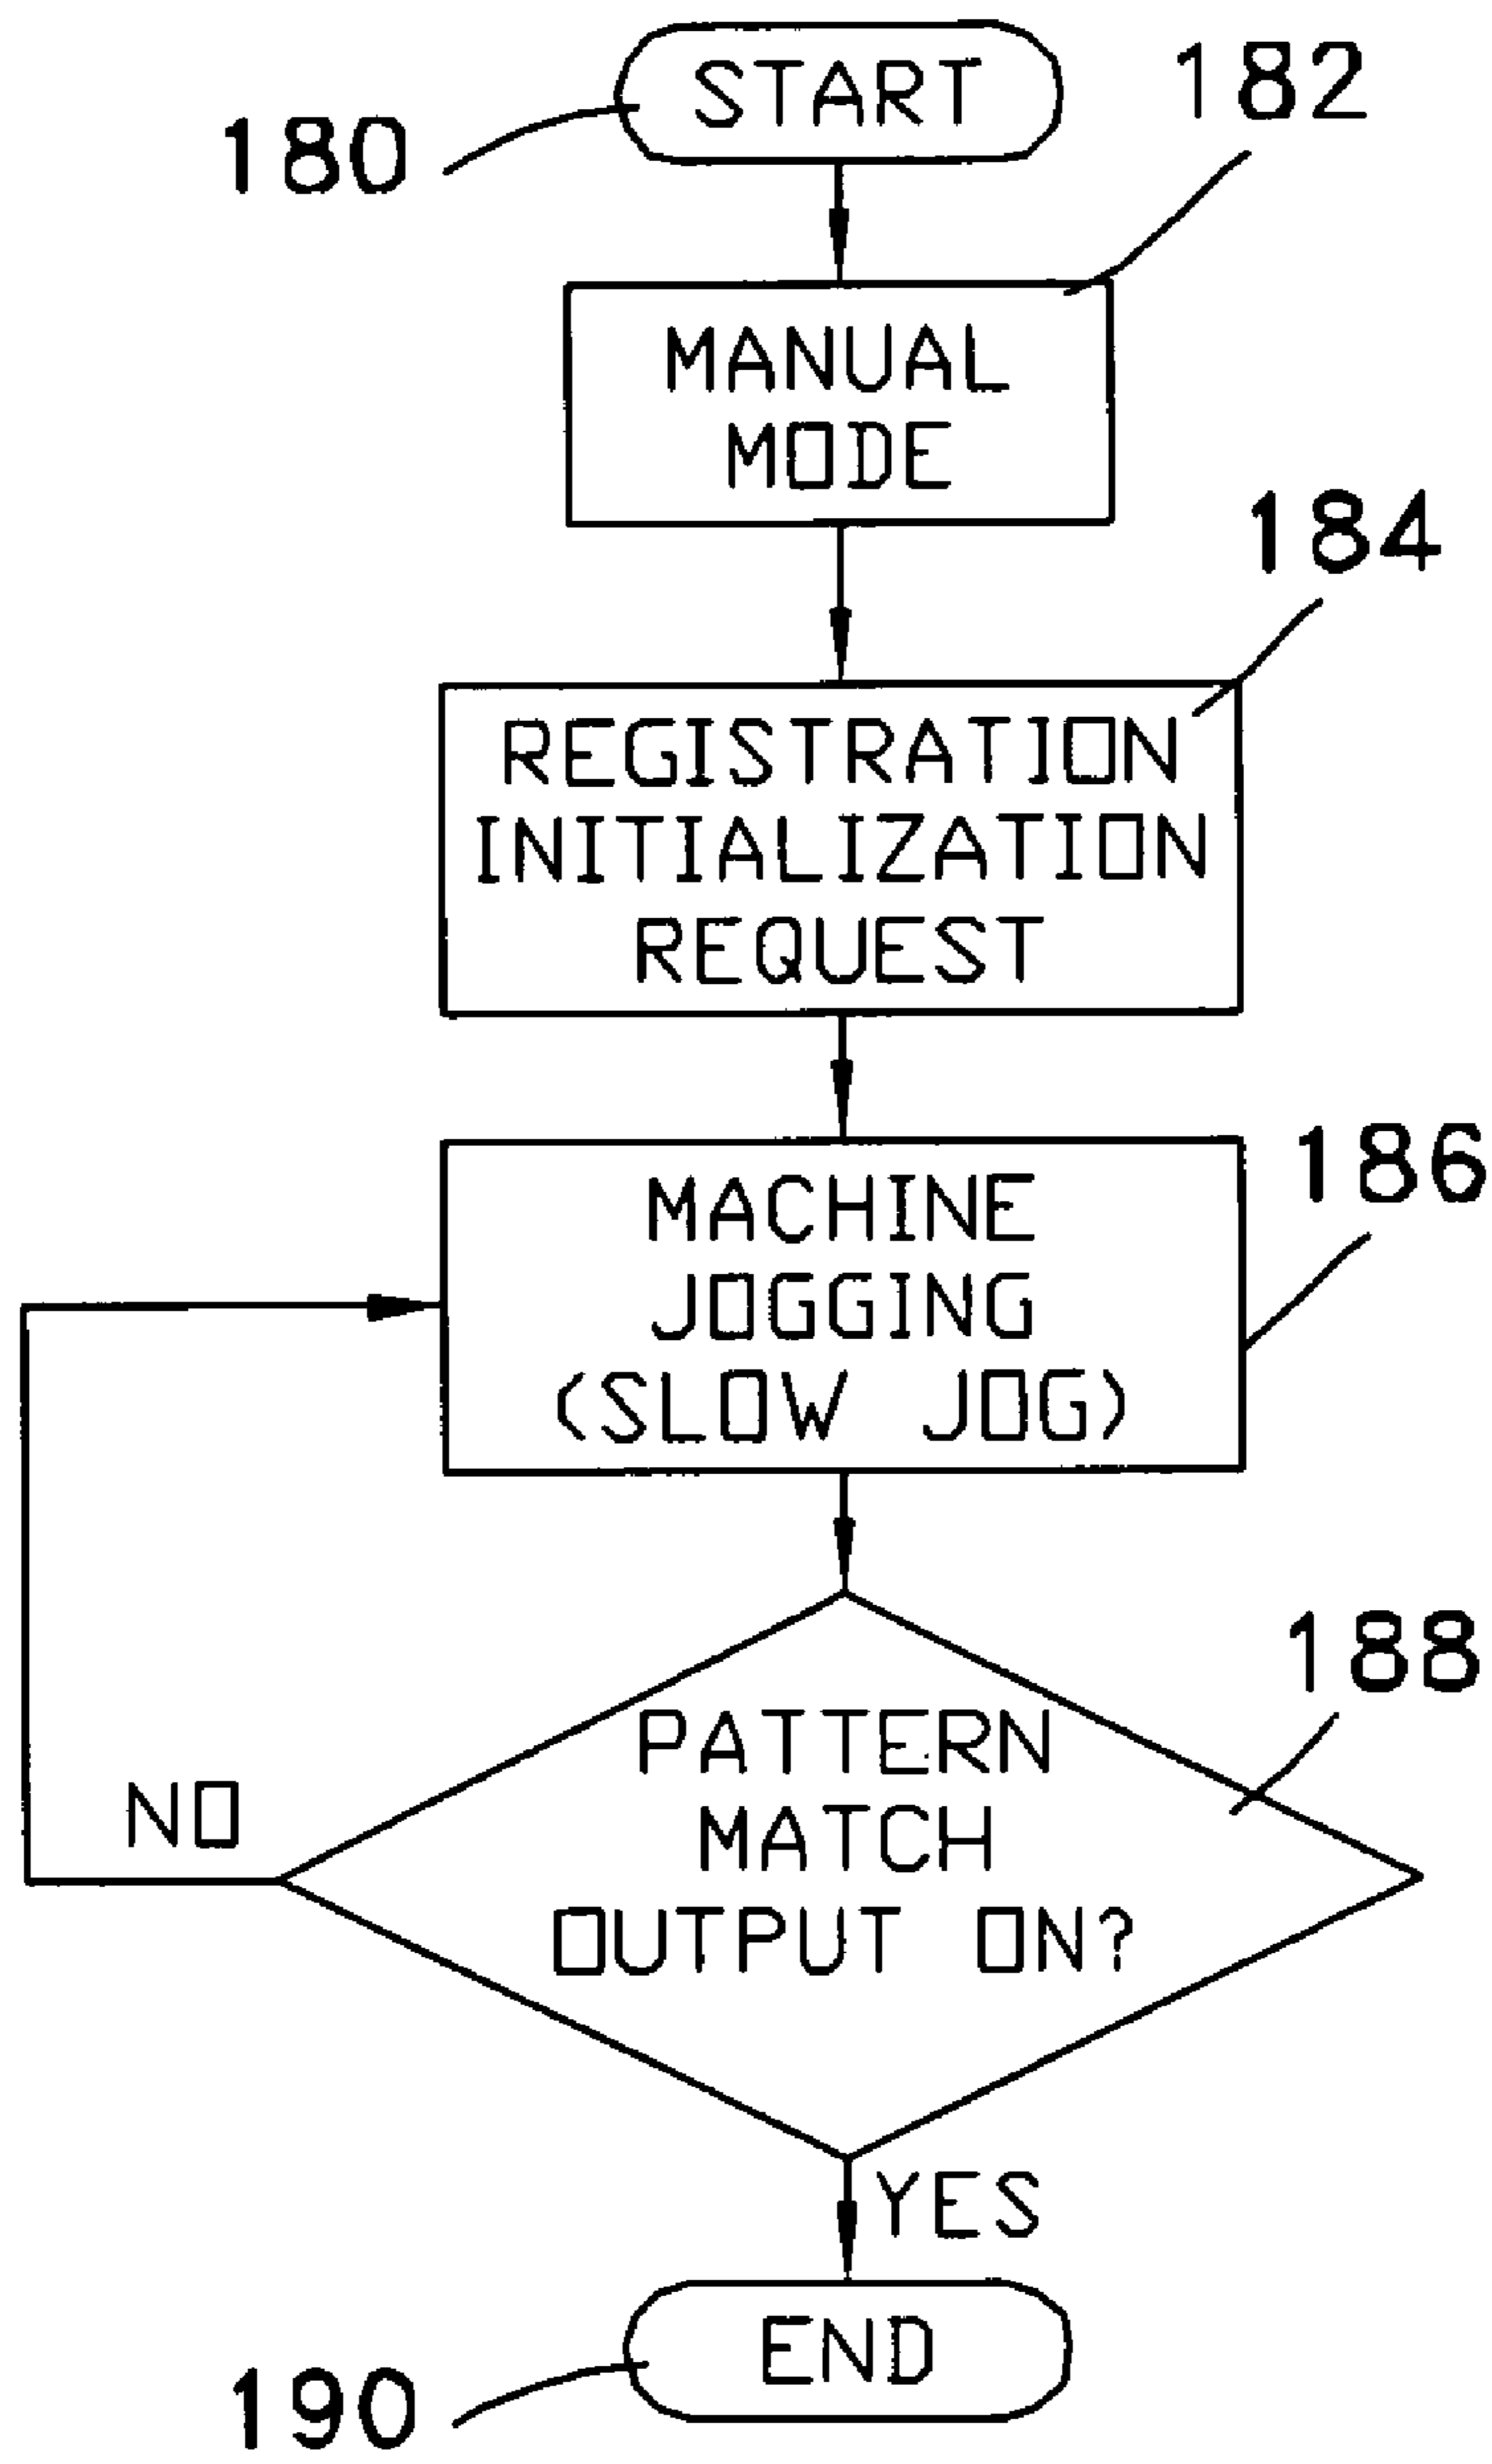 START
180
182
MANUAL
MODE
184
REGISTRATION
INITIALIZATION
REQUEST
186
MACHINE
JOGGING
(SLOW JOG)
188
PATTERN
MATCH
OUTPUT ON?
NO
YES
END
190